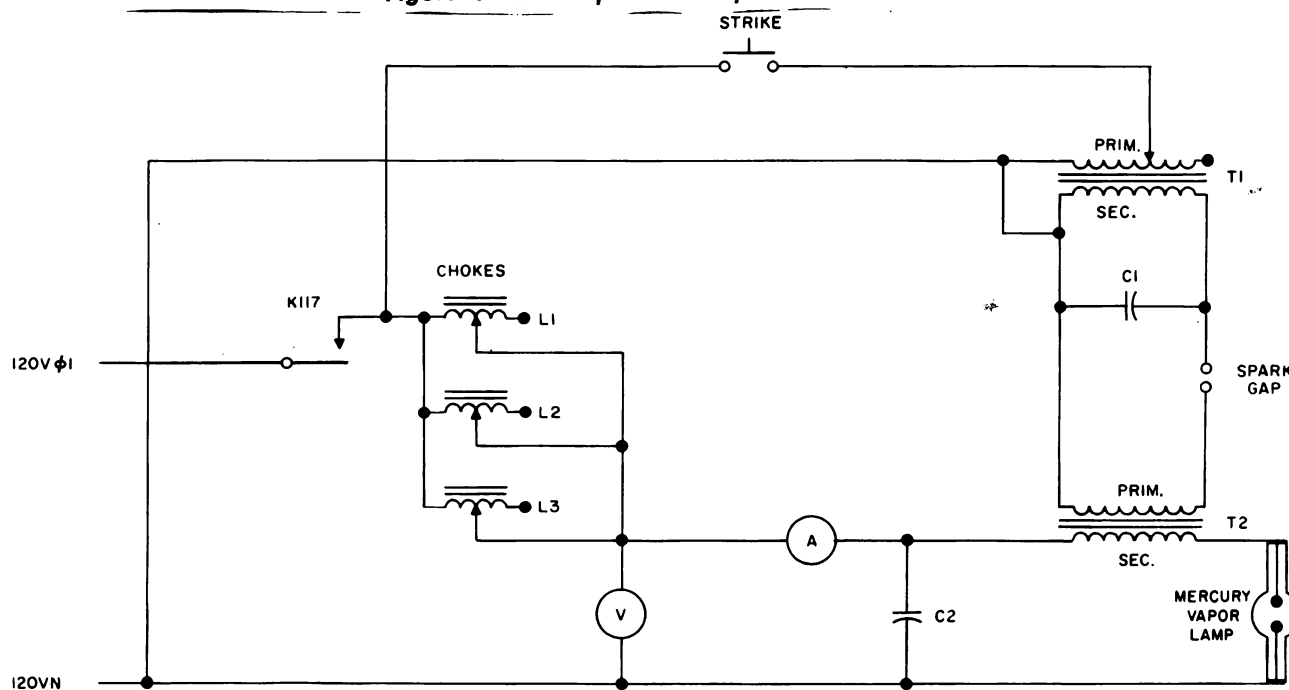 STRIKE
PRIM.
T1
SEC.
CHOKES
C1
K117
L1
120V ϕ1
SPARK
GAP
L2
L3
PRIM.
T2
A
SEC.
MERCURY
VAPOR
LAMP
V
C2
120VN